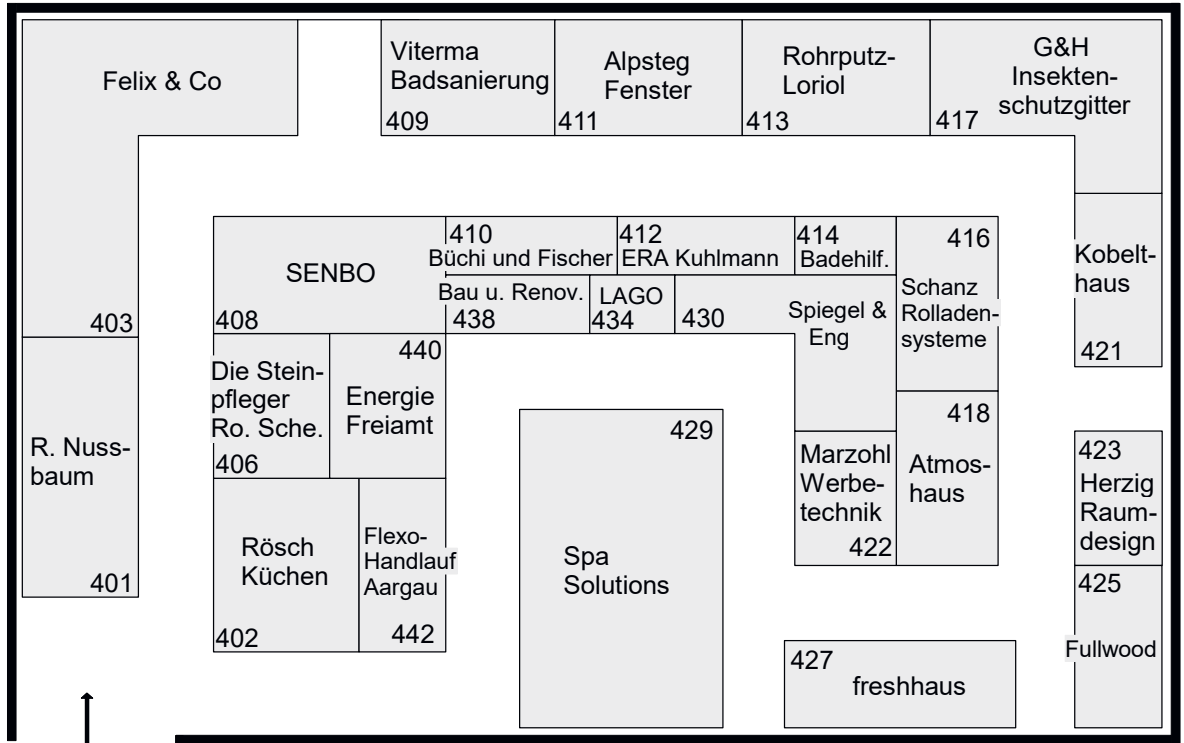 Felix & Co
403
Viterma
Badsanierung
409
Alpsteg
Fenster
411
Rohrputz-
Loriol
413
G&H
Insekten-
schutzgitter
417
SENBO
408
410
Büchi und Fischer
412
ERA Kuhlmann
414
Badehilf.
416
Schanz
Rolladen-
systeme
Kobelt-
haus
421
Bau u. Renov.
438
LAGO
434
430
Spiegel &
Eng
R. Nuss-
baum
401
Die Stein-
pfleger
Ro. Sche.
406
440
Energie
Freiamt
429
Spa
Solutions
Marzohl
Werbe-
technik
422
418
Atmos-
haus
423
Herzig
Raum-
design
Rösch
Küchen
402
Flexo-
Handlauf
Aargau
442
425
Fullwood
427
freshhaus